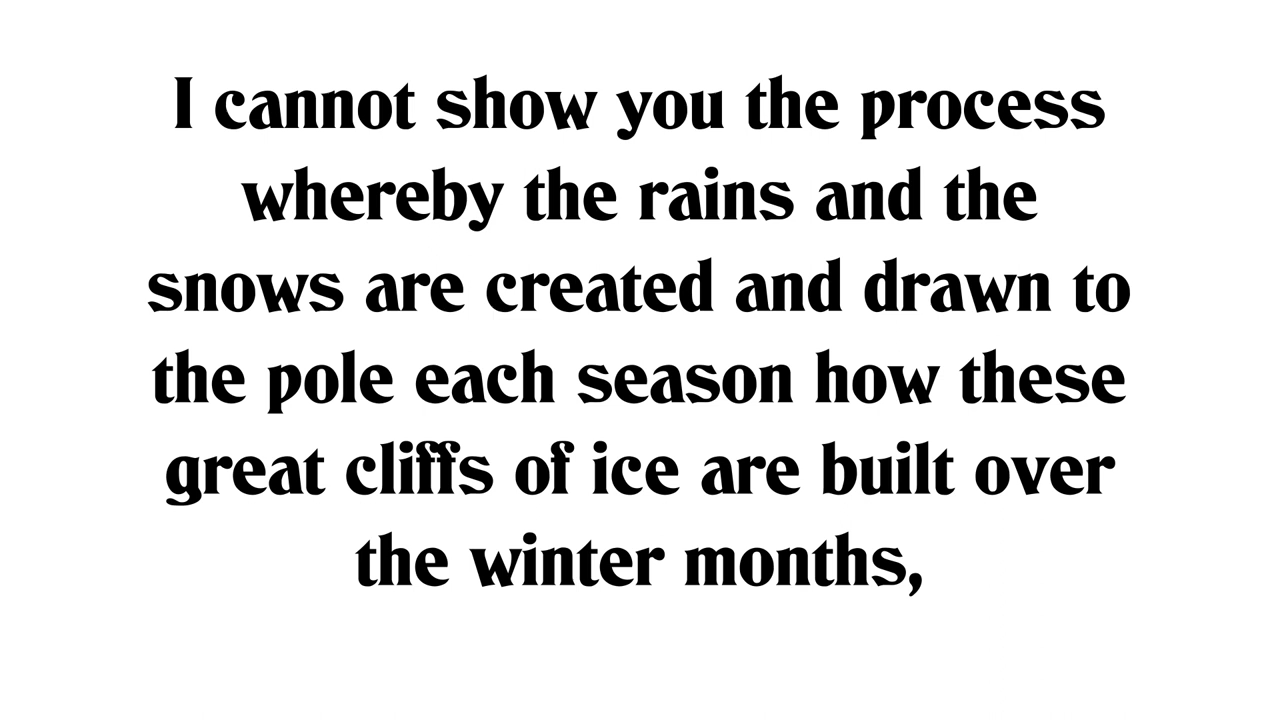 I cannot show you the process
whereby the rains and the
snows are created and drawn to
the pole each season how these
great cliffs of ice are built over
the winter months,